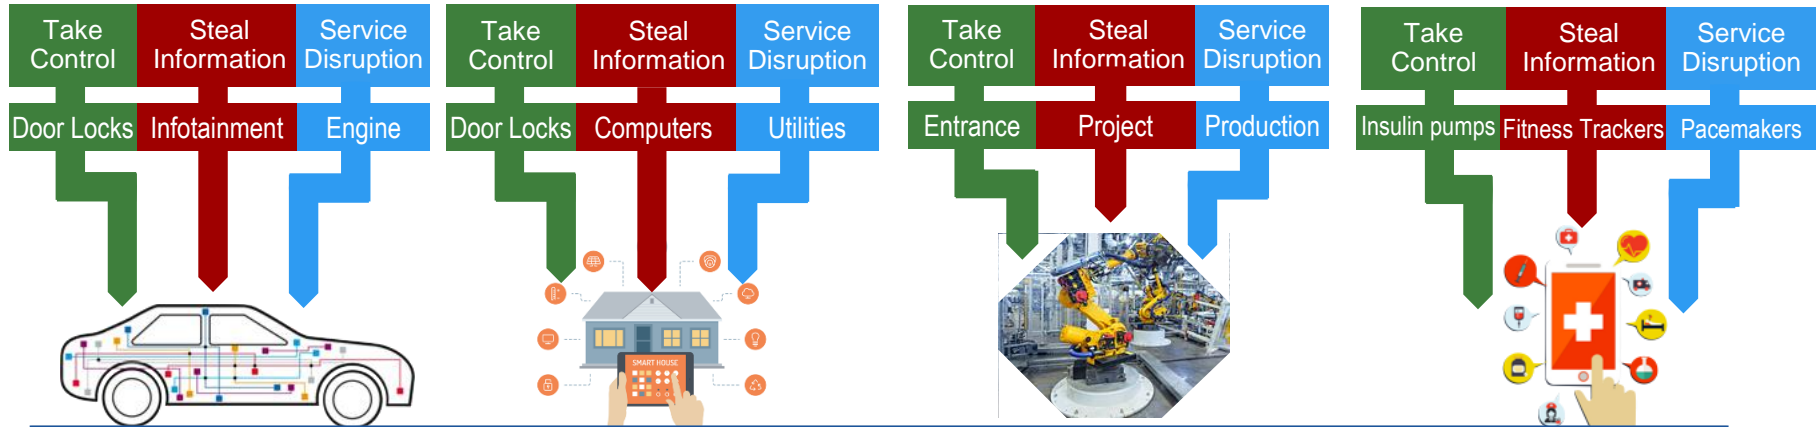 Take
Control
Steal
Information
Service
Disruption
Door Locks
Infotainment
Engine
Take
Control
Steal
Information
Service
Disruption
Door Locks
Computers
Utilities
SMART HOUSE
Take
Control
Steal
Information
Service
Disruption
Entrance
Project
Production
Take
Control
Steal
Information
Service
Disruption
Insulin pumps
Fitness Trackers
Pacemakers